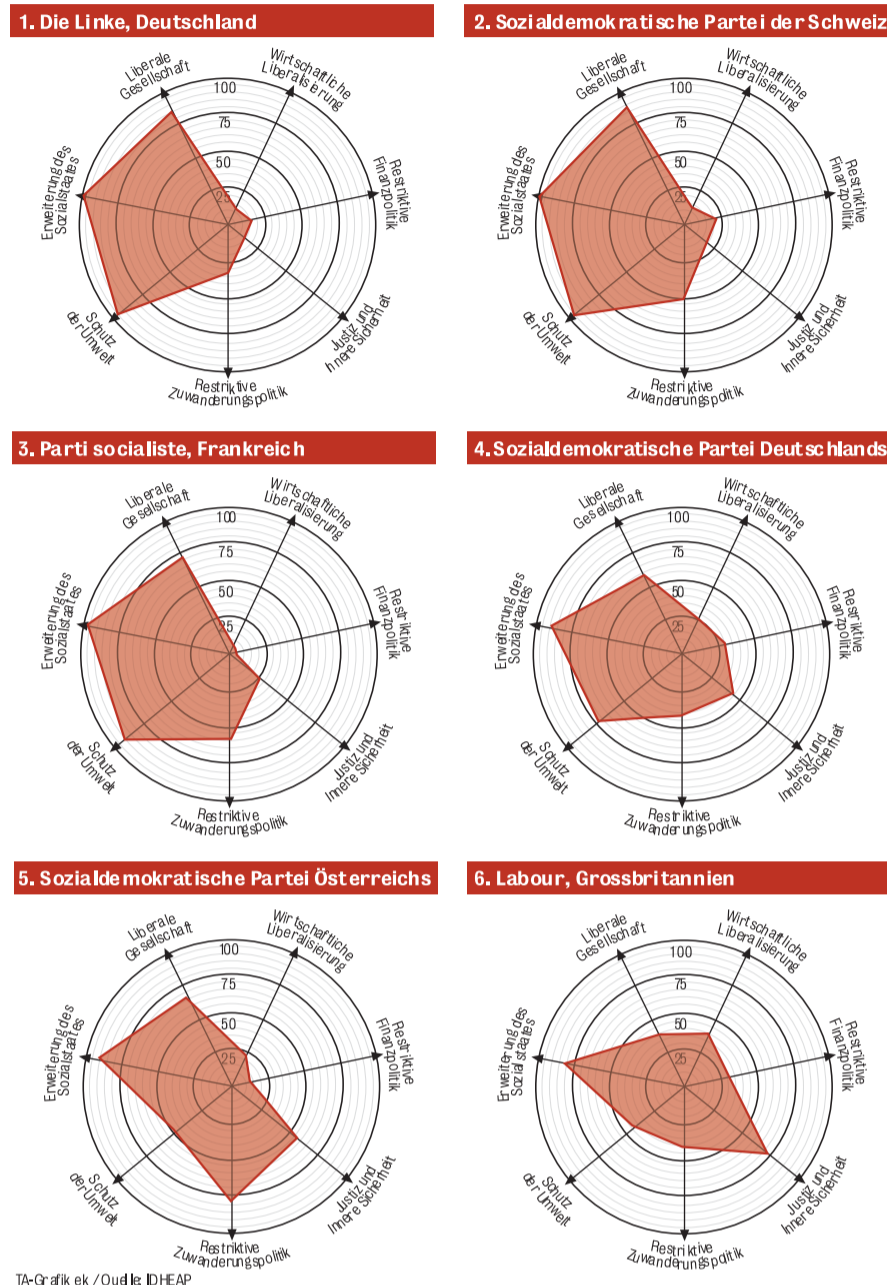 1. Die Linke, Deutschland
Liberale
Gesellschaft
Wirtschaftliche
Liberalisierung
100
75
50
25
Restriktive
Finanzpolitik
Erweiterung des
Sozialstaates
Schutz
der Umwelt
Justiz und
Innere Sicherheit
Restriktive
Zuwanderungspolitik
2. Sozialdemokratische Partei der Schweiz
Liberale
Gesellschaft
Wirtschaftliche
Liberalisierung
100
75
50
25
Restriktive
Finanzpolitik
Erweiterung des
Sozialstaates
Schutz
der Umwelt
Justiz und
Innere Sicherheit
Restriktive
Zuwanderungspolitik
3. Parti socialiste, Frankreich
Liberale
Gesellschaft
Wirtschaftliche
Liberalisierung
100
75
50
25
Restriktive
Finanzpolitik
Erweiterung des
Sozialstaates
Schutz
der Umwelt
Justiz und
Innere Sicherheit
Restriktive
Zuwanderungspolitik
4. Sozialdemokratische Partei Deutschlands
Liberale
Gesellschaft
Wirtschaftliche
Liberalisierung
100
75
50
25
Restriktive
Finanzpolitik
Erweiterung des
Sozialstaates
Schutz
der Umwelt
Justiz und
Innere Sicherheit
Restriktive
Zuwanderungspolitik
5. Sozialdemokratische Partei Österreichs
Liberale
Gesellschaft
Wirtschaftliche
Liberalisierung
100
75
50
25
Restriktive
Finanzpolitik
Erweiterung des
Sozialstaates
Schutz
der Umwelt
Justiz und
Innere Sicherheit
Restriktive
Zuwanderungspolitik
6. Labour, Grossbritannien
Liberale
Gesellschaft
Wirtschaftliche
Liberalisierung
100
75
50
25
Restriktive
Finanzpolitik
Erweiterung des
Sozialstaates
Schutz
der Umwelt
Justiz und
Innere Sicherheit
Restriktive
Zuwanderungspolitik
TA-Grafik ek / Quelle: IDHEAP